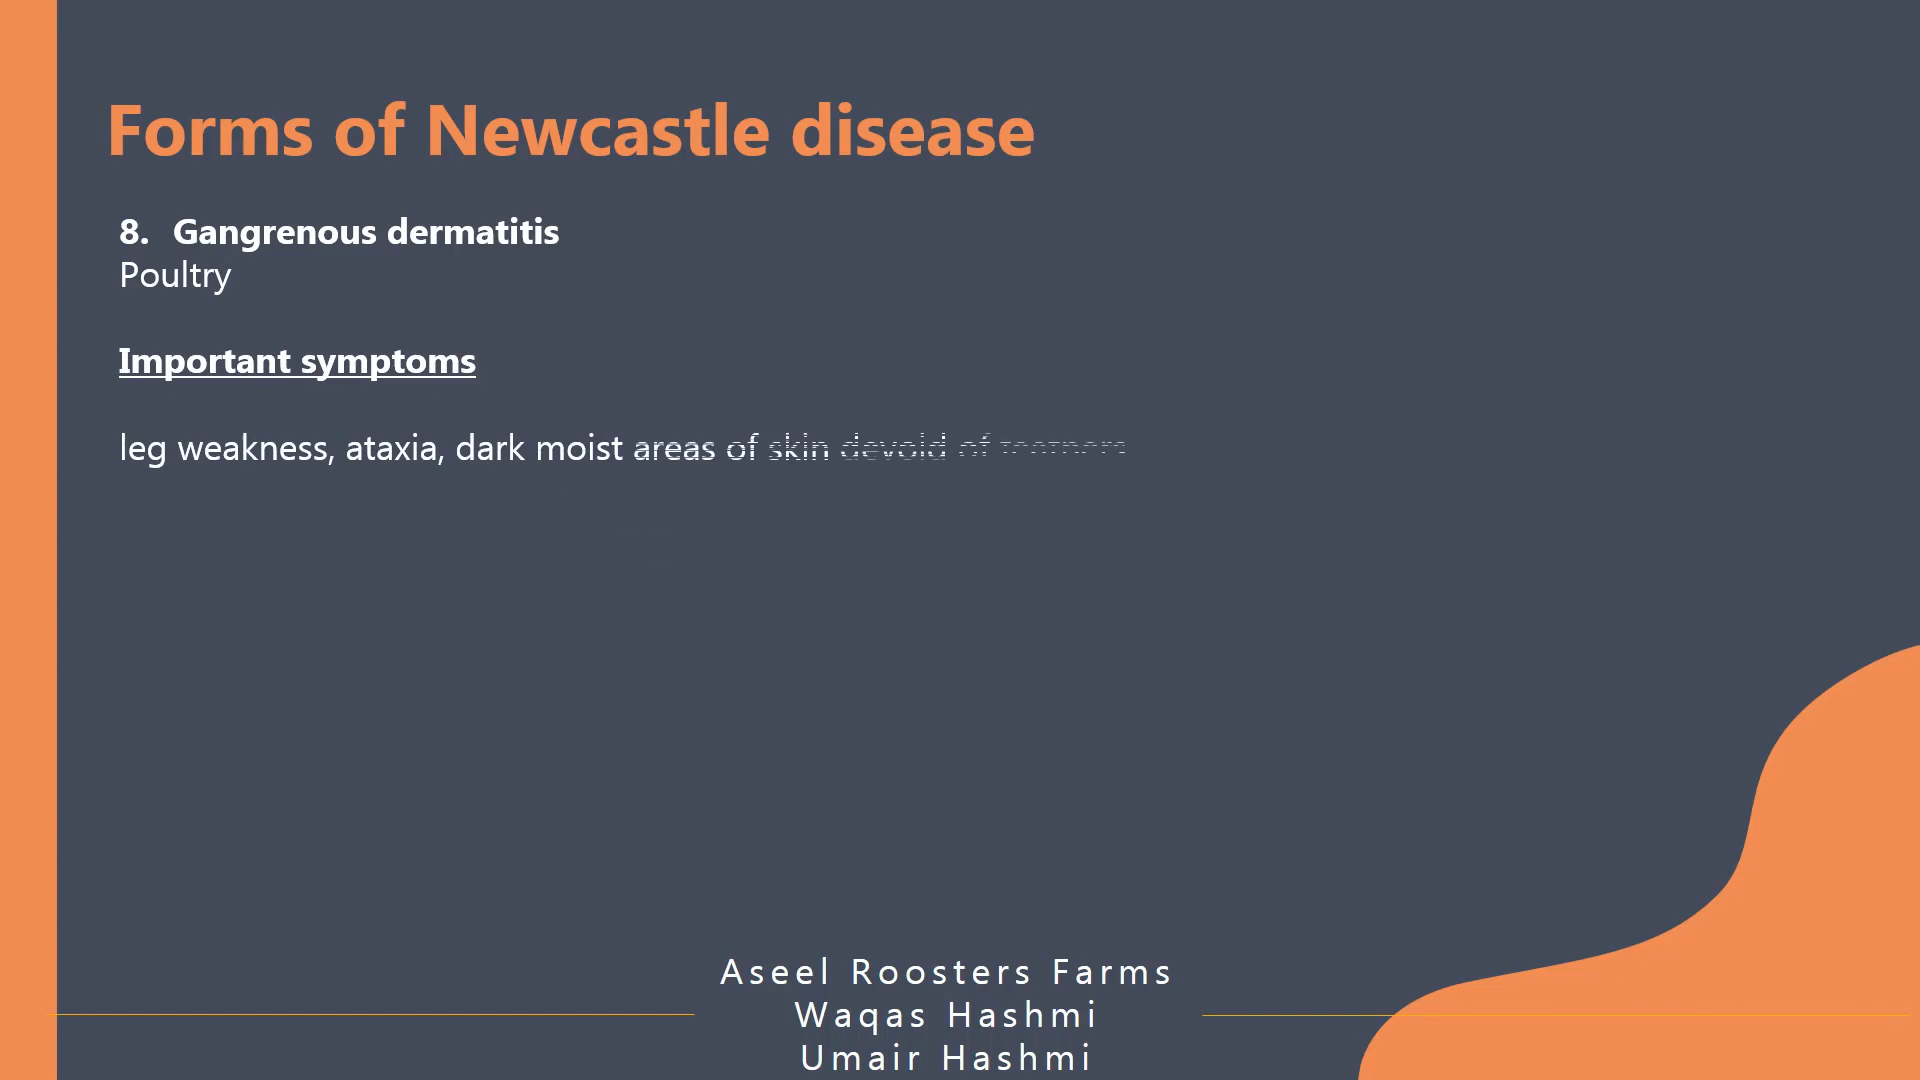 Forms of Newcastle disease
8. Gangrenous dermatitis
Poultry
Important symptoms
leg weakness, ataxia, dark moist areas of skin devoid of
Aseel Roosters Farms
Waqas Hashmi
Umair Hashmi